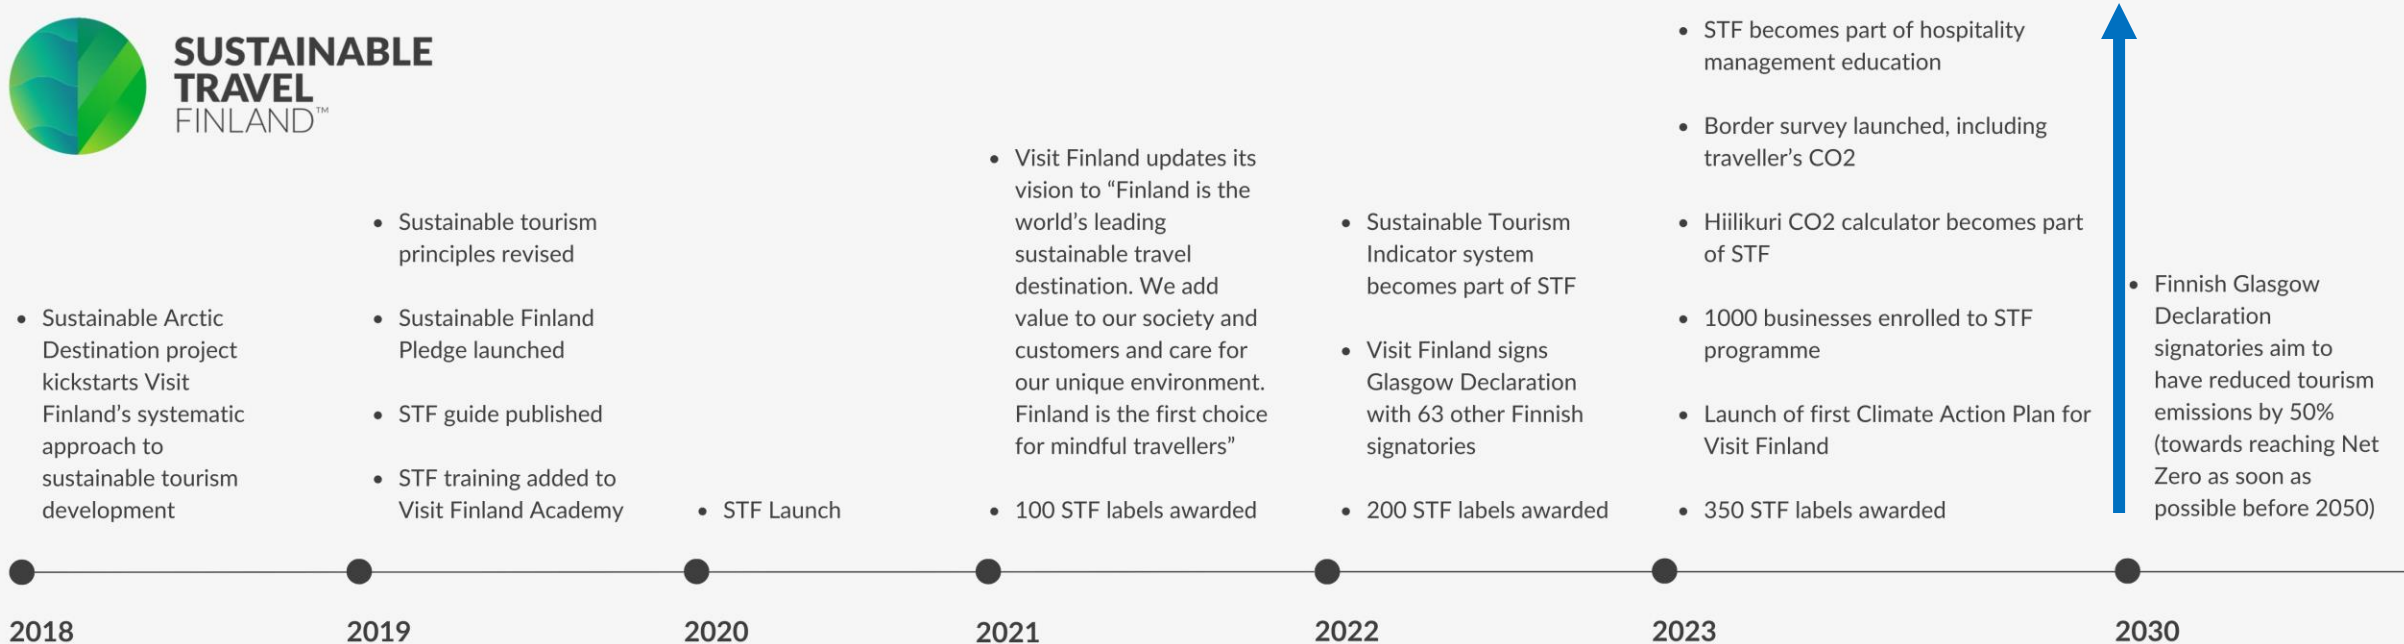 SUSTAINABLE
TRAVEL
FINLAND™
• Sustainable Arctic
Destination project
kickstarts Visit
Finland's systematic
approach to
sustainable tourism
development
2018
• Sustainable tourism
principles revised
• Sustainable Finland
Pledge launched
• STF guide published
• STF training added to
Visit Finland Academy
2019
• STF Launch
2020
• Visit Finland updates its
vision to “Finland is the
world's leading
sustainable travel
destination. We add
value to our society and
customers and care for
our unique environment.
Finland is the first choice
for mindful travellers”
• 100 STF labels awarded
2021
• Sustainable Tourism
Indicator system
becomes part of STF
• Visit Finland signs
Glasgow Declaration
with 63 other Finnish
signatories
• 200 STF labels awarded
2022
• STF becomes part of hospitality
management education
• Border survey launched, including
traveller's CO2
• Hiilikuri CO2 calculator becomes part
of STF
• 1000 businesses enrolled to STF
programme
• Launch of first Climate Action Plan for
Visit Finland
• 350 STF labels awarded
2023
• Finnish Glasgow
Declaration
signatories aim to
have reduced tourism
emissions by 50%
(towards reaching Net
Zero as soon as
possible before 2050)
2030